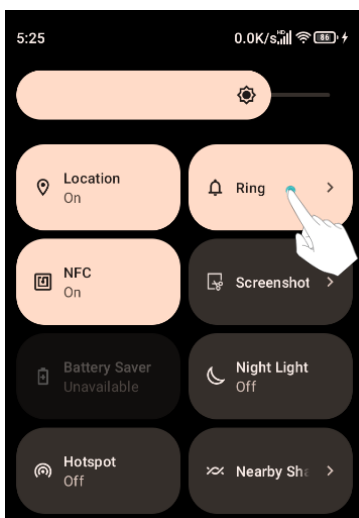 5:25
0.0K/s HD 86
Location
On
Ring
NFC
On
Screenshot
Battery Saver
Unavailable
Night Light
Off
Hotspot
Off
Nearby Sha